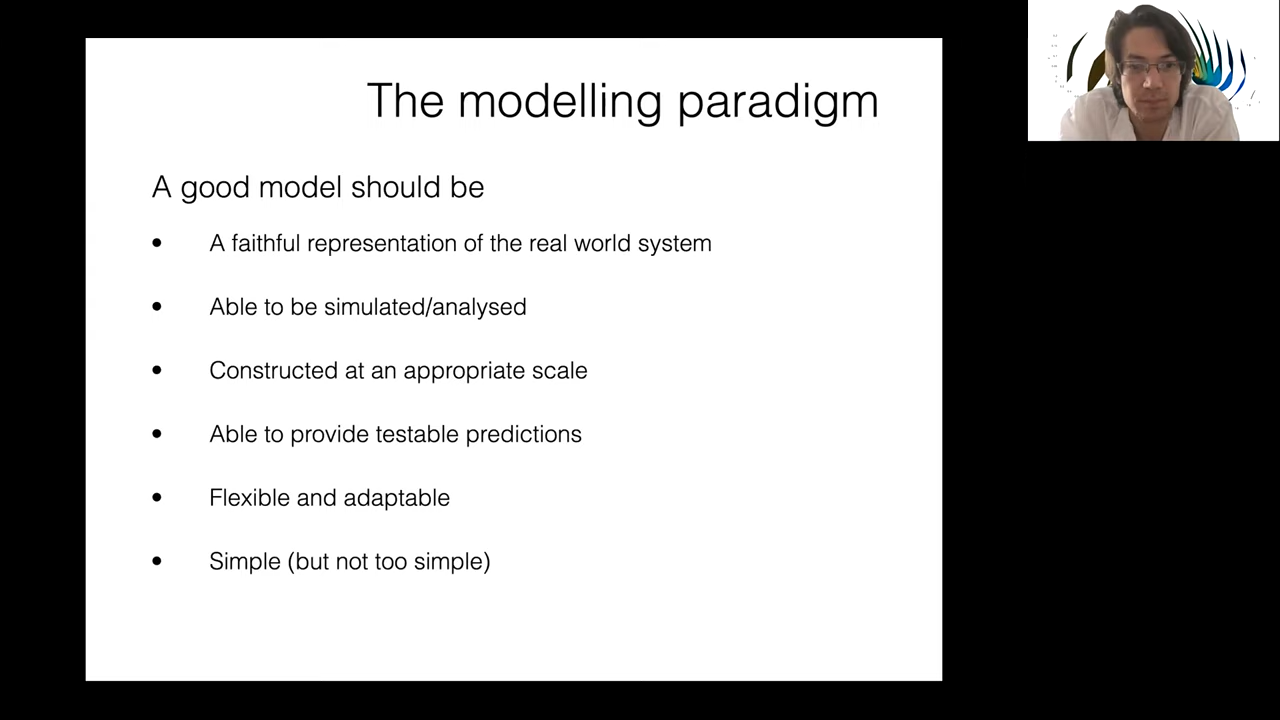 The modelling paradigm
A good model should be
• A faithful representation of the real world system
• Able to be simulated/analysed
• Constructed at an appropriate scale
• Able to provide testable predictions
• Flexible and adaptable
• Simple (but not too simple)